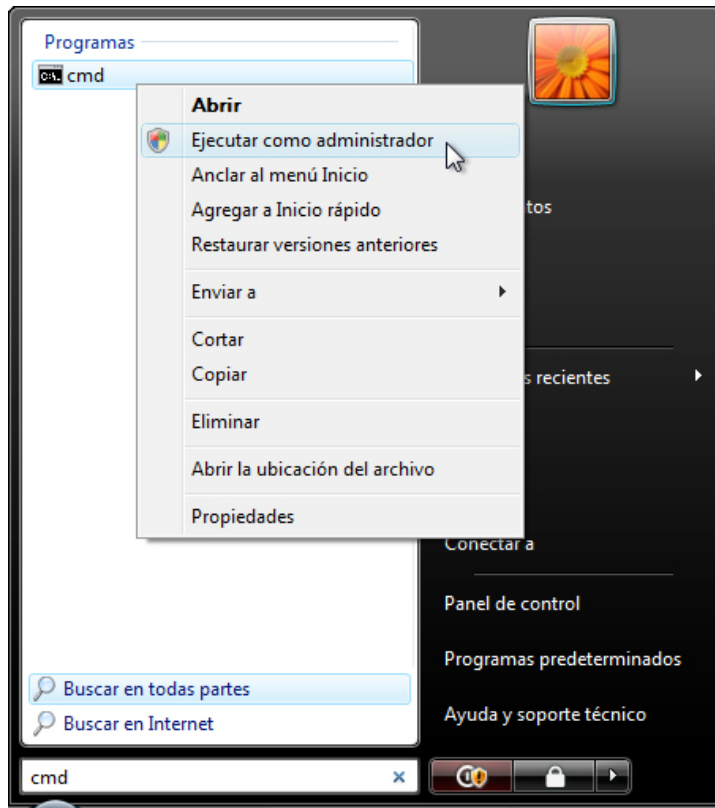 Programas
cmd
Abrir
Ejecutar como administrador
Anclar al menú Inicio
Agregar a Inicio rápido
Restaurar versiones anteriores
Enviar a
Cortar
Copiar
Eliminar
Abrir la ubicación del archivo
Propiedades
tos
s recientes
Conectar a
Panel de control
Programas predeterminados
Ayuda y soporte técnico
Buscar en todas partes
Buscar en Internet
cmd